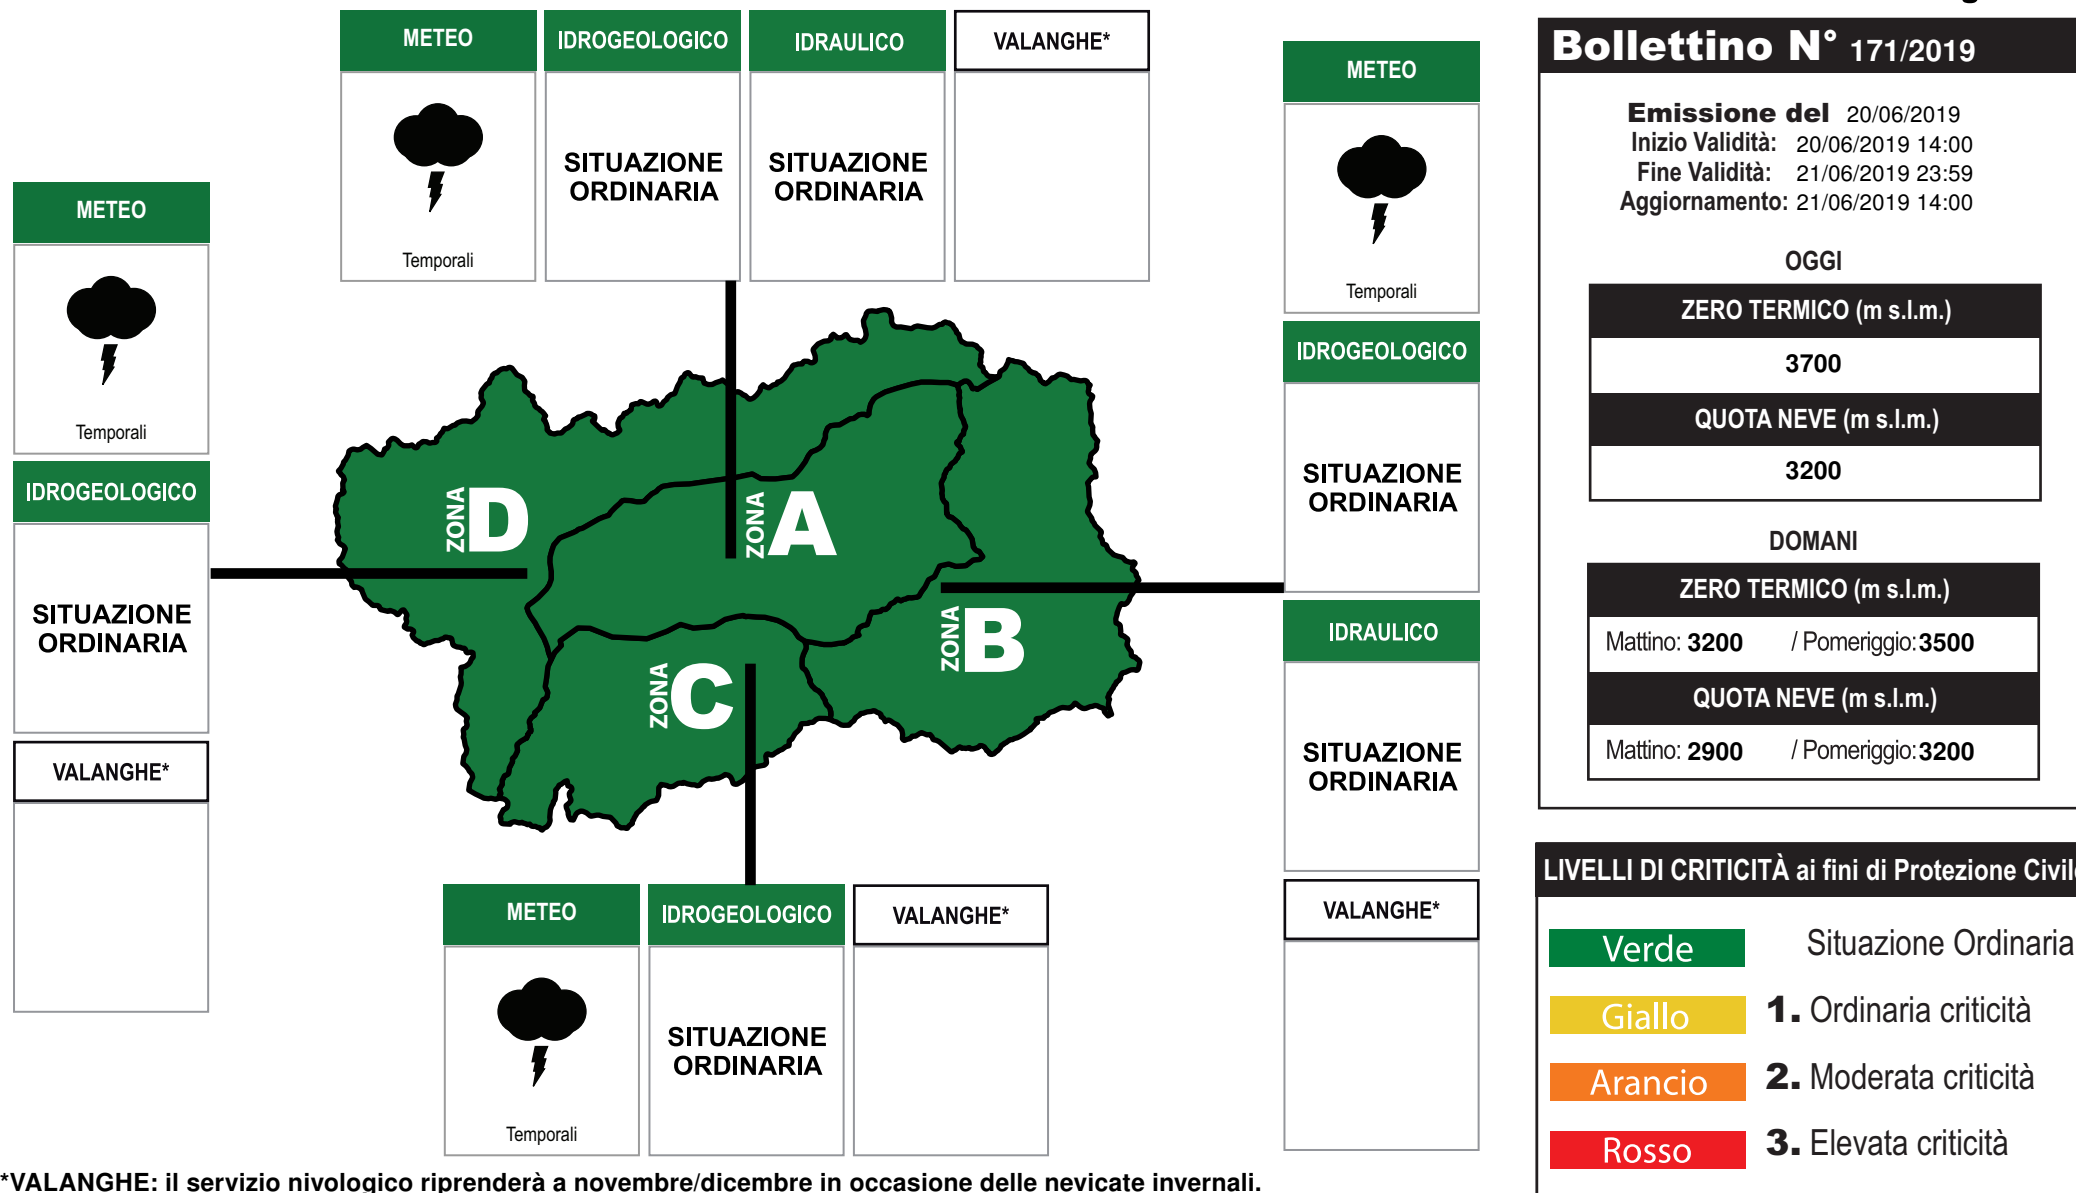 METEO IDROGEOLOGICO IDRAULICO VALANGHE*
SITUAZIONE
ORDINARIA
SITUAZIONE
ORDINARIA
Temporali
METEO
Temporali
IDROGEOLOGICO
SITUAZIONE
ORDINARIA
VALANGHE*
METEO
Temporali
IDROGEOLOGICO
SITUAZIONE
ORDINARIA
IDRAULICO
SITUAZIONE
ORDINARIA
VALANGHE*
ZONA D
ZONA A
ZONA B
ZONA C
METEO IDROGEOLOGICO VALANGHE*
SITUAZIONE
ORDINARIA
Temporali
*VALANGHE: il servizio nivologico riprenderà a novembre/dicembre in occasione delle nevicate invernali.
Bollettino N° 171/2019
Emissione del 20/06/2019
Inizio Validità: 20/06/2019 14:00
Fine Validità: 21/06/2019 23:59
Aggiornamento: 21/06/2019 14:00
OGGI
ZERO TERMICO (m s.l.m.)
3700
QUOTA NEVE (m s.l.m.)
3200
DOMANI
ZERO TERMICO (m s.l.m.)
Mattino: 3200 / Pomeriggio: 3500
QUOTA NEVE (m s.l.m.)
Mattino: 2900 / Pomeriggio: 3200
LIVELLI DI CRITICITÀ ai fini di Protezione Civile
Verde Situazione Ordinaria
Giallo 1. Ordinaria criticità
Arancio 2. Moderata criticità
Rosso 3. Elevata criticità